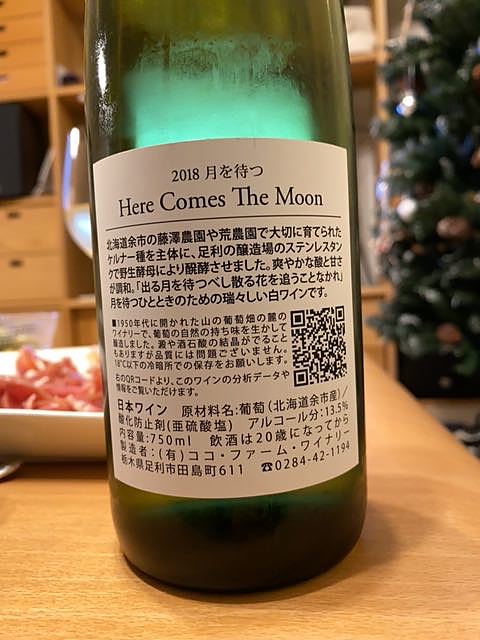 2018 月を待つ
Here Comes The Moon
北海道余市の藤澤農園や荒農園で大切に育てられた
ケルナー種を主体に、足利の醸造場のステンレスタン
クで野生酵母により醗酵させました。爽やかな酸と甘さ
が調和。「出る月を待つべし散る花を追うことなかれ」
月を待つひとときのための瑞々しい白ワインです。
■1950年代に開かれた山の葡萄畑の麓の
ワイナリーで、葡萄の自然の持ち味を生かして
醸造しました。澱や酒石酸の結晶がでること
もありますが品質には問題ございません。
18℃以下の冷暗所での保存をお願いします。
右のQRコードより、このワインの分析データや
情報をご覧いただけます。
日本ワイン 原材料名:葡萄(北海道余市産)/
酸化防止剤(亜硫酸塩) アルコール分:13.5%
内容量:750ml 飲酒は20歳になってから
製造者:(有)ココ・ファーム・ワイナリー
栃木県足利市田島町611 ☎0284-42-1194